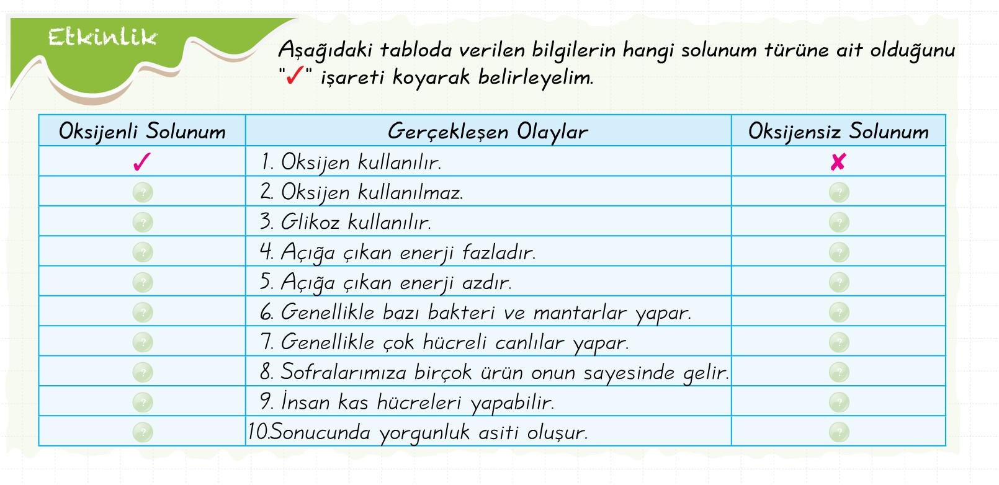 Etkinlik
Aşağıdaki tabloda verilen bilgilerin hangi solunum türüne ait olduğunu
"✓" işareti koyarak belirleyelim.
Oksijenli Solunum Gerçekleşen Olaylar Oksijensiz Solunum
✓ 1. Oksijen kullanılır. ✘
? 2. Oksijen kullanılmaz. ?
? 3. Glikoz kullanılır. ?
? 4. Açığa çıkan enerji fazladır. ?
? 5. Açığa çıkan enerji azdır. ?
? 6. Genellikle bazı bakteri ve mantarlar yapar. ?
? 7. Genellikle çok hücreli canlılar yapar. ?
? 8. Sofralarımıza birçok ürün onun sayesinde gelir. ?
? 9. İnsan kas hücreleri yapabilir. ?
? 10.Sonucunda yorgunluk asiti oluşur. ?